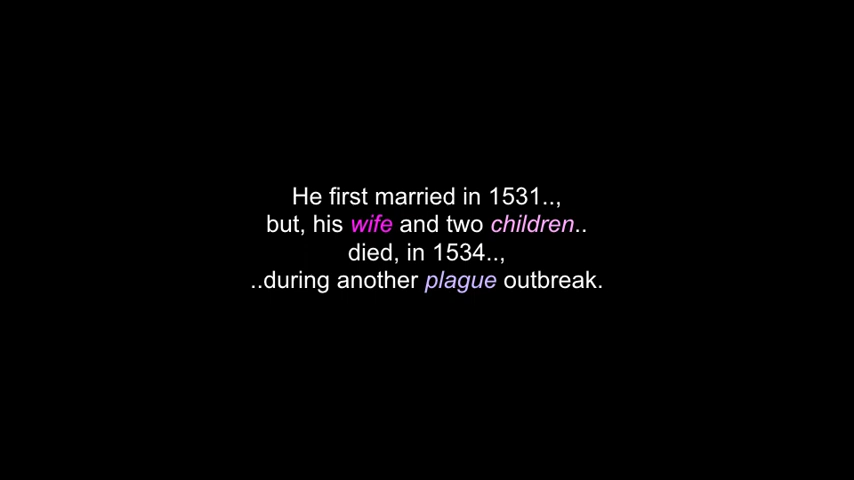 He first married in 1531..,
but, his wife and two children..
died, in 1534..,
..during another plague outbreak.